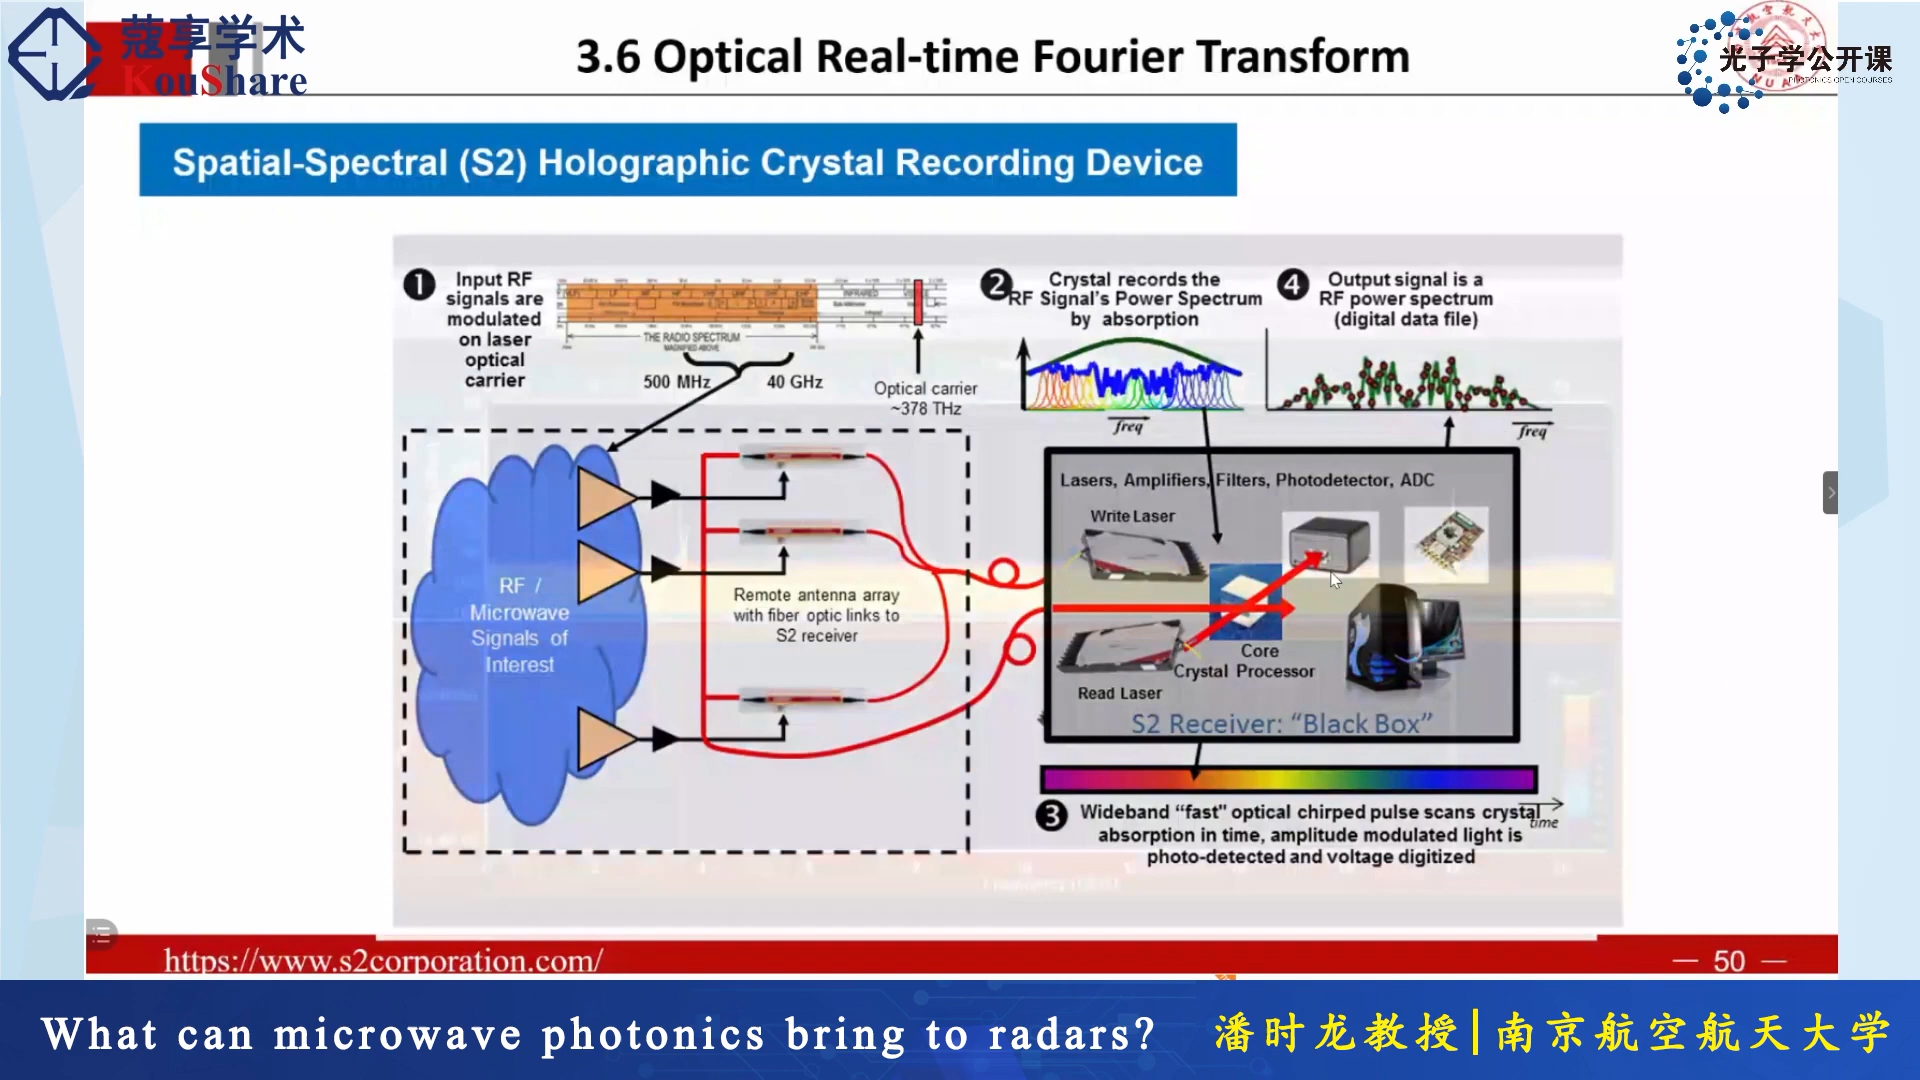 蔻享学术
KouShare
3.6 Optical Real-time Fourier Transform
光子学公开课
PHOTONICS OPEN COURSES
Spatial-Spectral (S2) Holographic Crystal Recording Device
1
Input RF
signals are
modulated
on laser
optical
carrier
THE RADIO SPECTRUM
MAGNIFIED ABOVE
INFRARED
500 MHz
40 GHz
Optical carrier
~378 THz
2
Crystal records the
RF Signal's Power Spectrum
by absorption
freq
4
Output signal is a
RF power spectrum
(digital data file)
freq
RF /
Microwave
Signals of
Interest
Remote antenna array
with fiber optic links to
S2 receiver
Lasers, Amplifiers, Filters, Photodetector, ADC
Write Laser
Core
Crystal Processor
Read Laser
S2 Receiver: “Black Box”
3
Wideband “fast" optical chirped pulse scans crystal
absorption in time, amplitude modulated light is
photo-detected and voltage digitized
time
https://www.s2corporation.com/
— 50 —
What can microwave photonics bring to radars?
潘时龙教授|南京航空航天大学